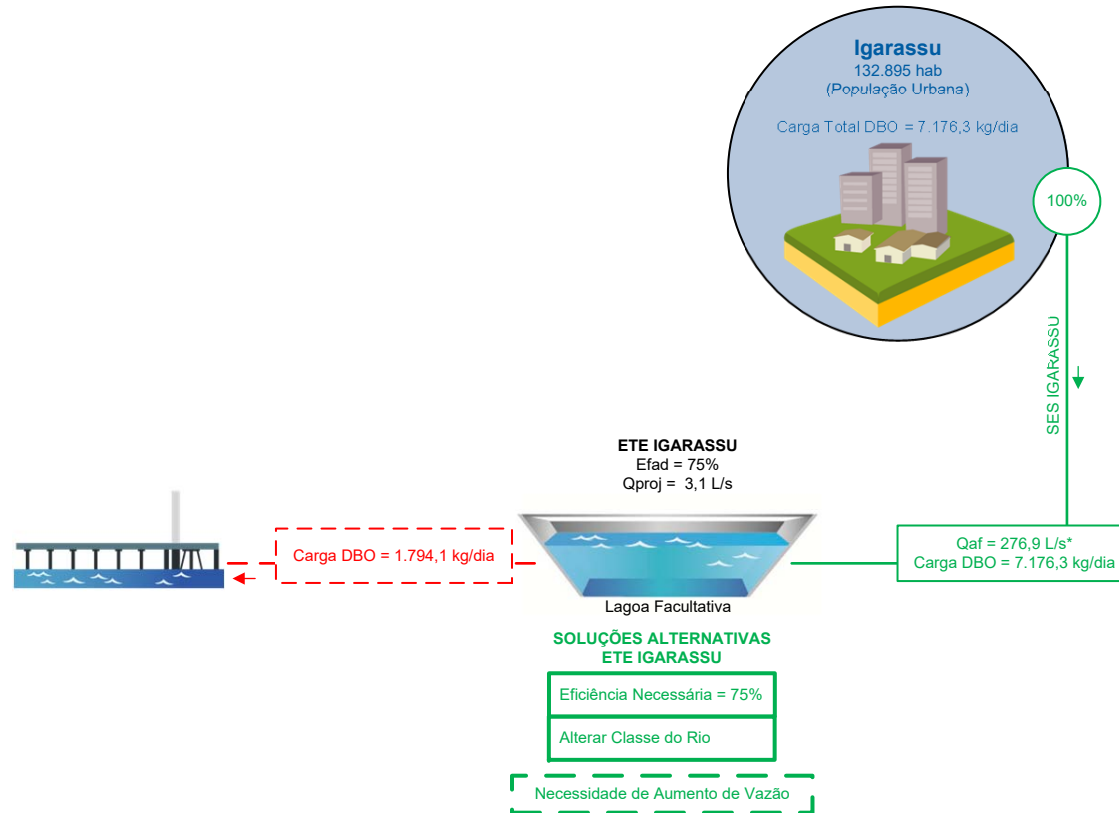 Igarassu
132.895 hab
(População Urbana)
Carga Total DBO = 7.176,3 kg/dia
100%
SES IGARASSU
ETE IGARASSU
Efad = 75%
Qproj = 3,1 L/s
Carga DBO = 1.794,1 kg/dia
Qaf = 276,9 L/s*
Carga DBO = 7.176,3 kg/dia
Lagoa Facultativa
SOLUÇÕES ALTERNATIVAS
ETE IGARASSU
Eficiência Necessária = 75%
Alterar Classe do Rio
Necessidade de Aumento de Vazão